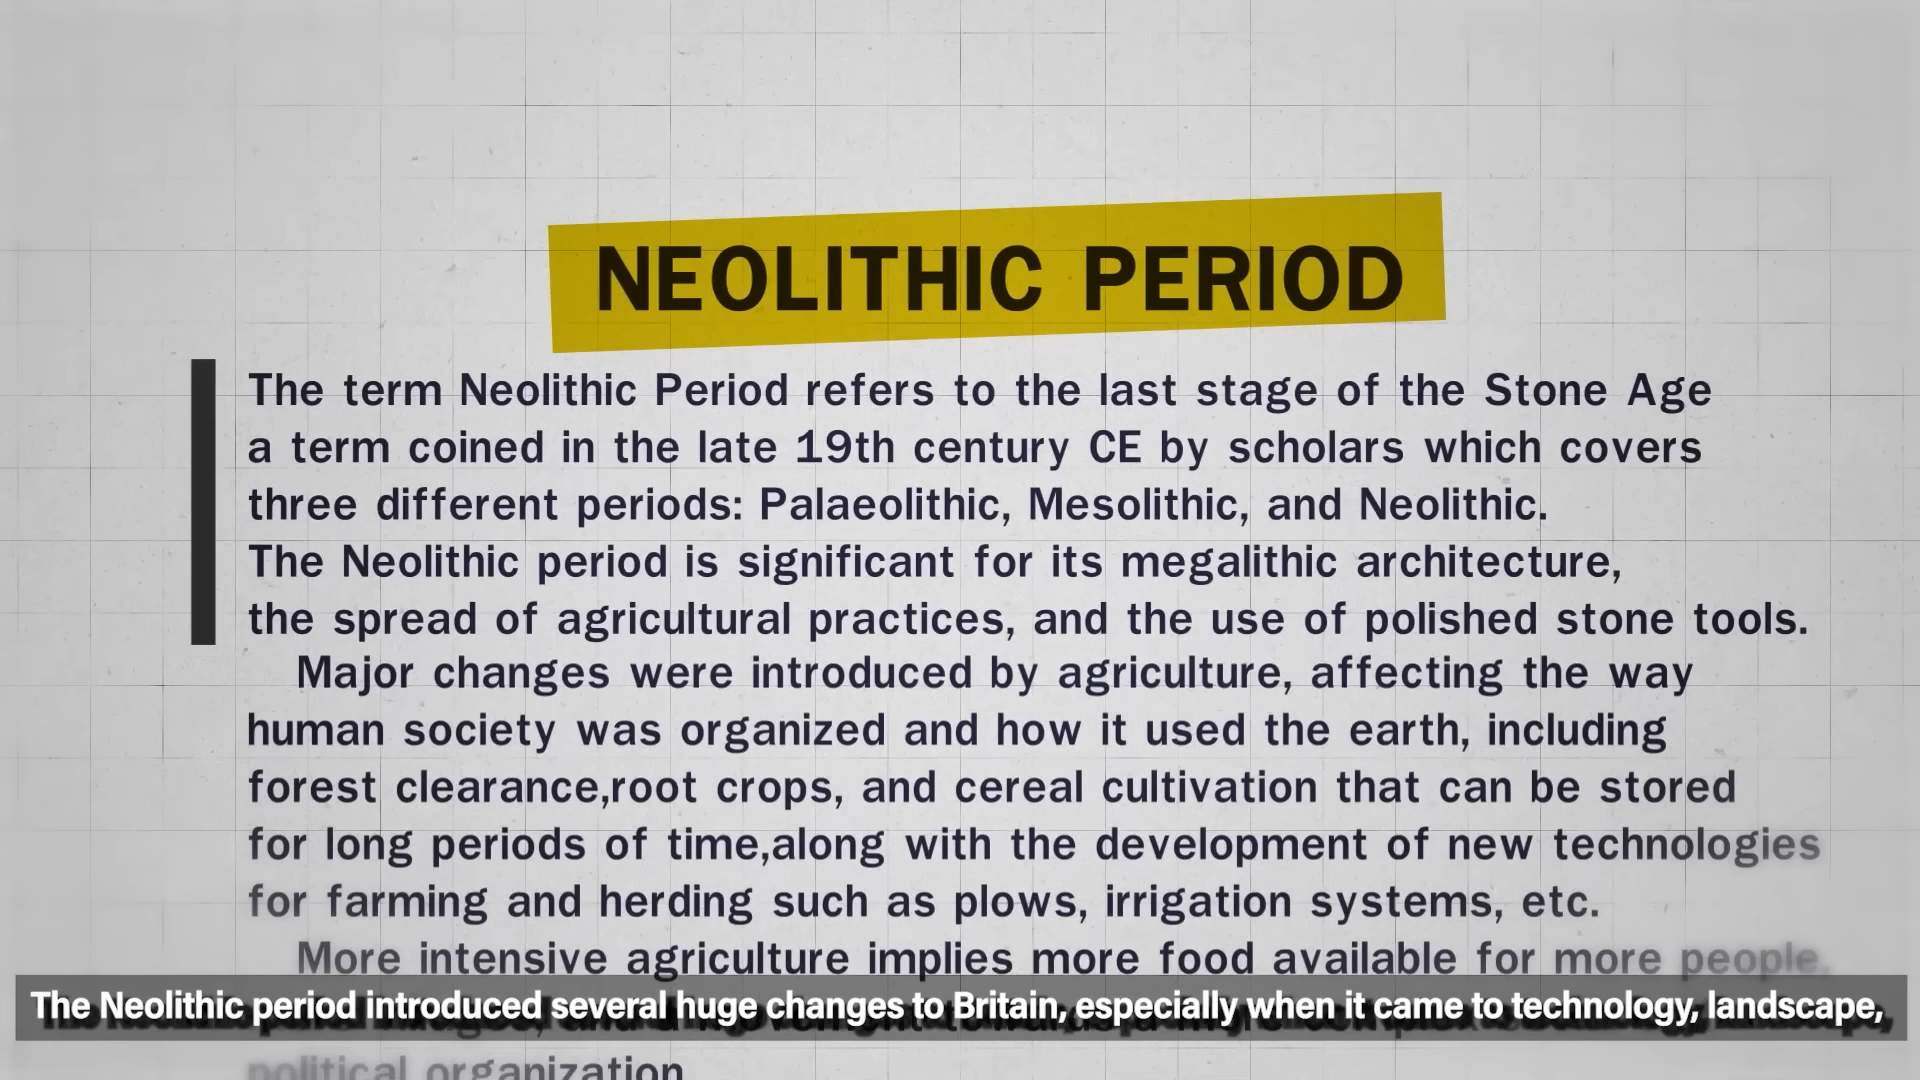 NEOLITHIC PERIOD
The term Neolithic Period refers to the last stage of the Stone Age
a term coined in the late 19th century CE by scholars which covers
three different periods: Palaeolithic, Mesolithic, and Neolithic.
The Neolithic period is significant for its megalithic architecture,
the spread of agricultural practices, and the use of polished stone tools.
Major changes were introduced by agriculture, affecting the way
human society was organized and how it used the earth, including
forest clearance,root crops, and cereal cultivation that can be stored
for long periods of time,along with the development of new technologies
for farming and herding such as plows, irrigation systems, etc.
More intensive agriculture implies more food available for more people,
The Neolithic period introduced several huge changes to Britain, especially when it came to technology, landscape,
political organization